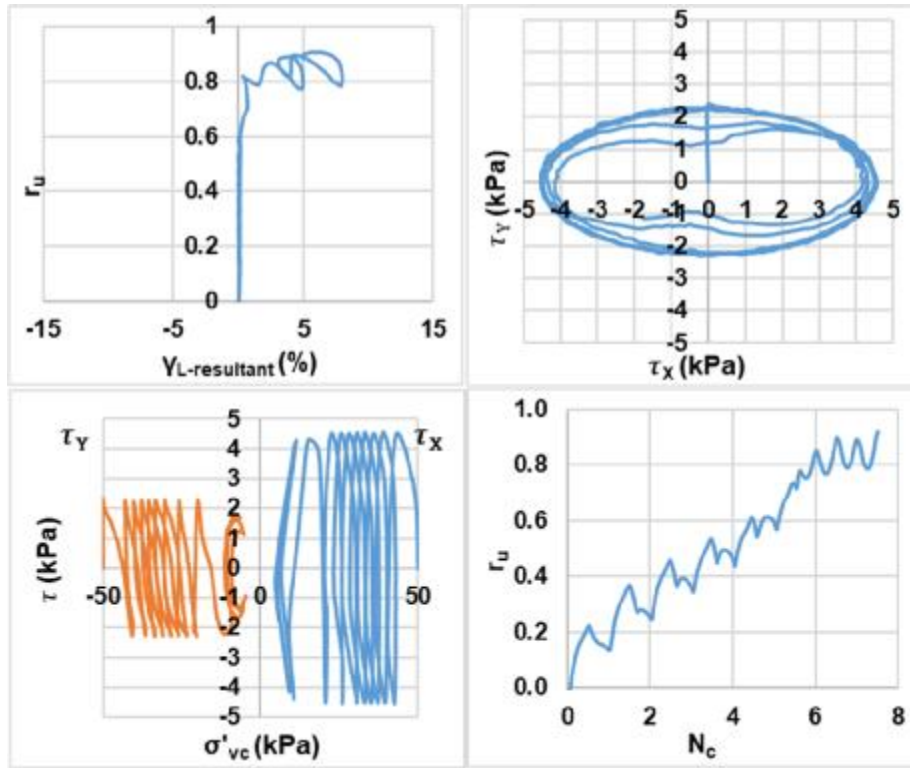 1
0.8
0.6
0.4
0.2
0
r_u
-15
-5
5
15
γ_L-resultant (%)
5
4
3
2
1
0
-1
-2
-3
-4
-5
τ_Y (kPa)
-5 -4 -3 -2 -1 0 1 2 3 4 5
τ_X (kPa)
τ_Y
τ_X
5
4
3
2
1
0
-1
-2
-3
-4
-5
τ (kPa)
-50 0 50
σ'_vc (kPa)
1.0
0.8
0.6
0.4
0.2
0.0
r_u
0 2 4 6 8
N_c